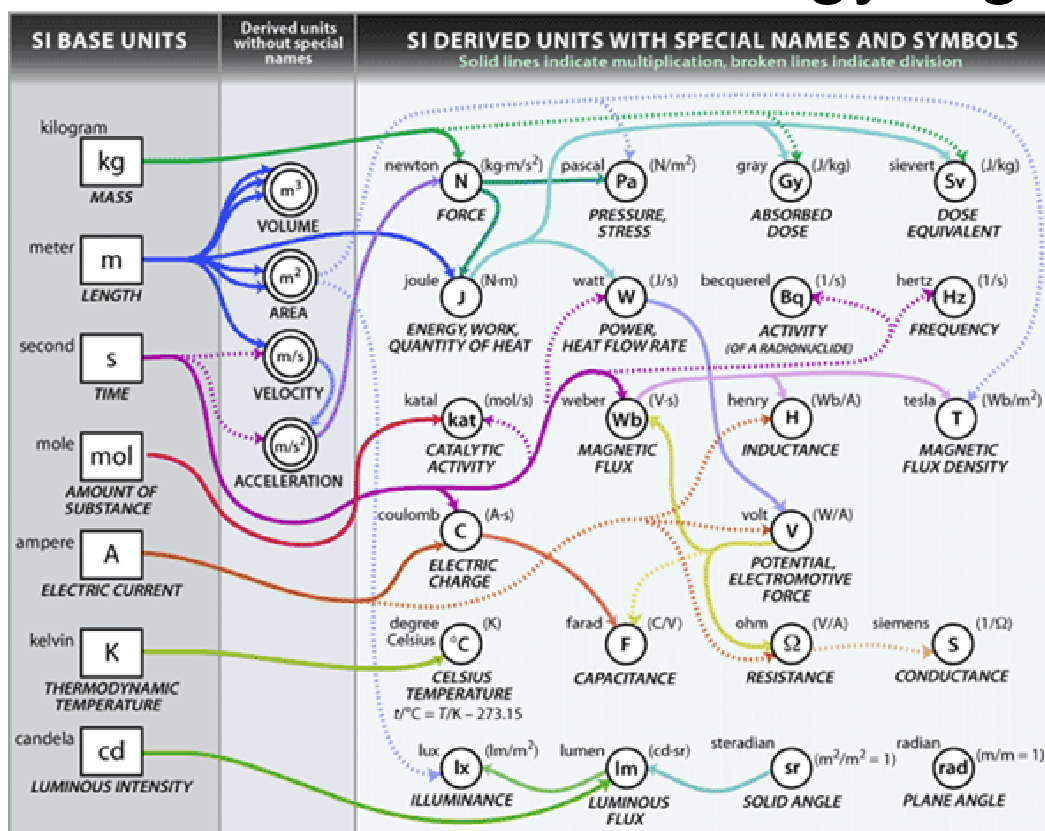 SI BASE UNITS
Derived units
without special
names
SI DERIVED UNITS WITH SPECIAL NAMES AND SYMBOLS
Solid lines indicate multiplication, broken lines indicate division
kilogram
kg
MASS
meter
m
LENGTH
second
s
TIME
mole
mol
AMOUNT OF
SUBSTANCE
ampere
A
ELECTRIC CURRENT
kelvin
K
THERMODYNAMIC
TEMPERATURE
candela
cd
LUMINOUS INTENSITY
m³
VOLUME
m²
AREA
m/s
VELOCITY
m/s²
ACCELERATION
newton
N
(kg·m/s²)
FORCE
pascal
Pa
(N/m²)
PRESSURE,
STRESS
gray
Gy
(J/kg)
ABSORBED
DOSE
sievert
Sv
(J/kg)
DOSE
EQUIVALENT
joule
J
(N·m)
ENERGY, WORK,
QUANTITY OF HEAT
watt
W
(J/s)
POWER,
HEAT FLOW RATE
becquerel
Bq
(1/s)
ACTIVITY
(OF A RADIONUCLIDE)
hertz
Hz
(1/s)
FREQUENCY
katal
kat
(mol/s)
CATALYTIC
ACTIVITY
weber
Wb
(V·s)
MAGNETIC
FLUX
henry
H
(Wb/A)
INDUCTANCE
tesla
T
(Wb/m²)
MAGNETIC
FLUX DENSITY
coulomb
C
(A·s)
ELECTRIC
CHARGE
volt
V
(W/A)
POTENTIAL,
ELECTROMOTIVE
FORCE
degree
Celsius
°C
(K)
CELSIUS
TEMPERATURE
t/°C = T/K – 273.15
farad
F
(C/V)
CAPACITANCE
ohm
Ω
(V/A)
RESISTANCE
siemens
S
(1/Ω)
CONDUCTANCE
lux
lx
(lm/m²)
ILLUMINANCE
lumen
lm
(cd·sr)
LUMINOUS
FLUX
steradian
sr
(m²/m² = 1)
SOLID ANGLE
radian
rad
(m/m = 1)
PLANE ANGLE